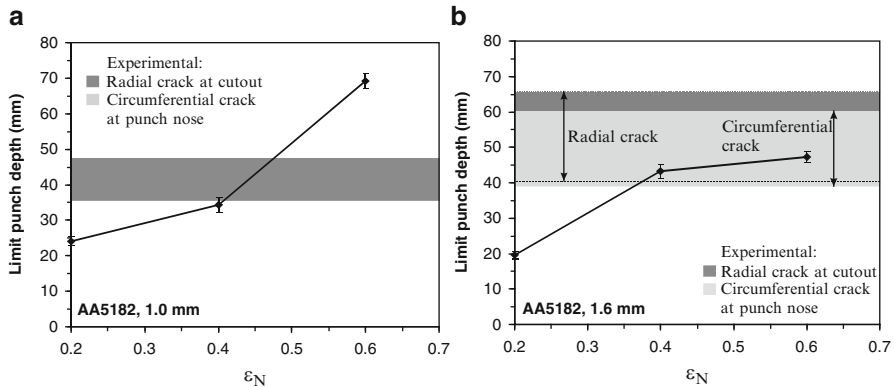 a
80
70
60
50
40
30
20
10
0
Limit punch depth (mm)
Experimental:
Radial crack at cutout
Circumferential crack
at punch nose
AA5182, 1.0 mm
0.2 0.3 0.4 0.5 0.6 0.7
εN
b
80
70
60
50
40
30
20
10
0
Limit punch depth (mm)
Radial crack
Circumferential
crack
Experimental:
Radial crack at cutout
Circumferential crack
at punch nose
AA5182, 1.6 mm
0.2 0.3 0.4 0.5 0.6 0.7
εN